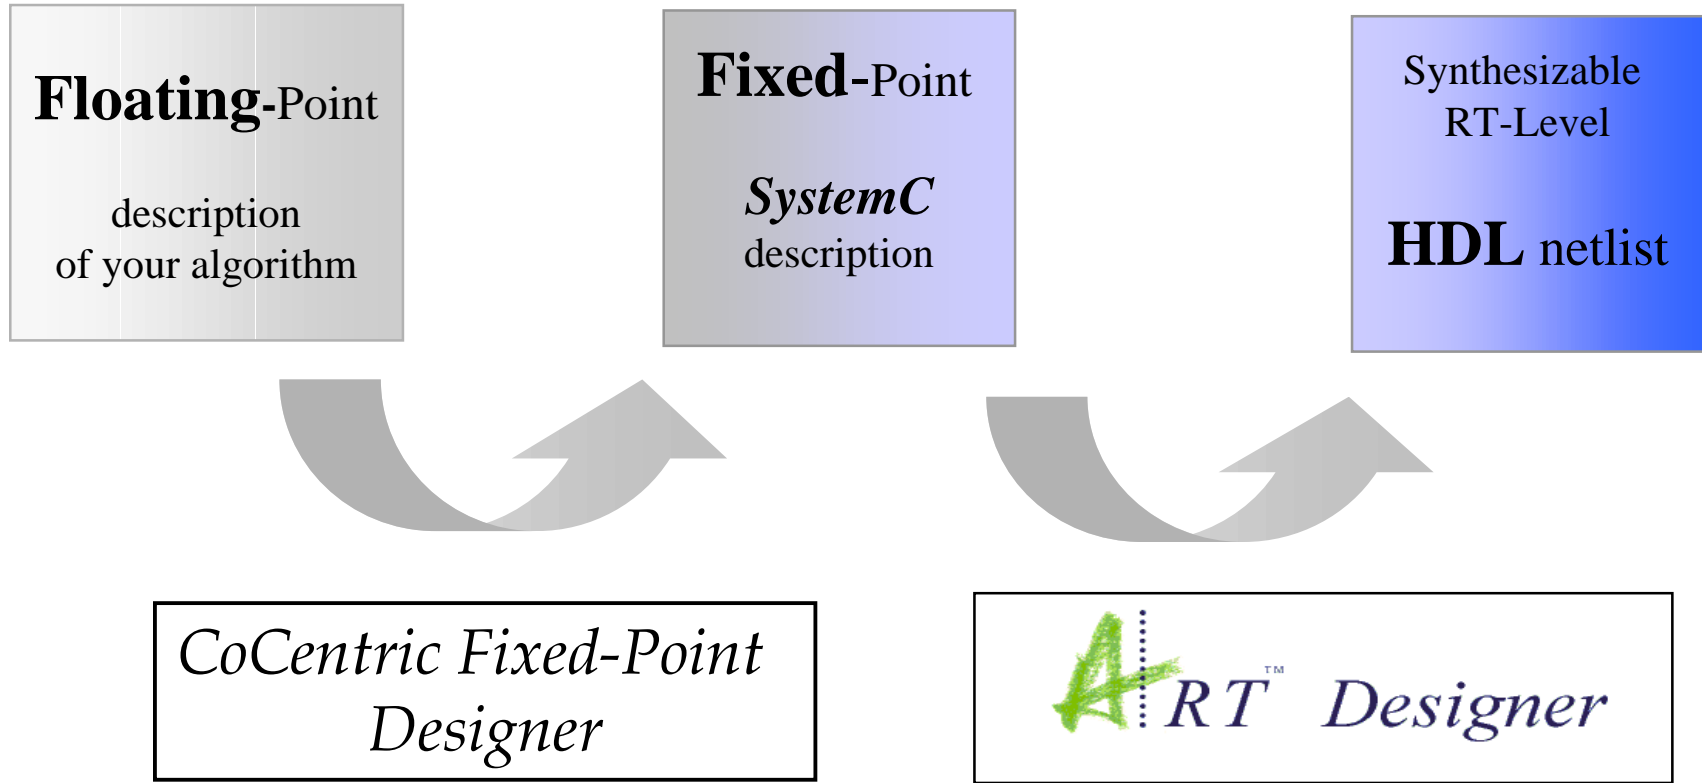 Floating-Point
description
of your algorithm
Fixed-Point
SystemC
description
Synthesizable
RT-Level
HDL netlist
CoCentric Fixed-Point
Designer
ART™ Designer